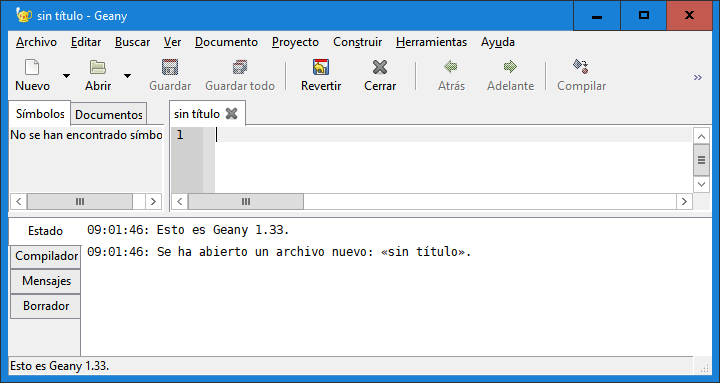 sin título - Geany
Archivo Editar Buscar Ver Documento Proyecto Construir Herramientas Ayuda
Nuevo Abrir Guardar Guardar todo Revertir Cerrar Atrás Adelante Compilar »
Símbolos Documentos sin título
No se han encontrado símbo
1
Estado
09:01:46: Esto es Geany 1.33.
Compilador
09:01:46: Se ha abierto un archivo nuevo: «sin título».
Mensajes
Borrador
Esto es Geany 1.33.